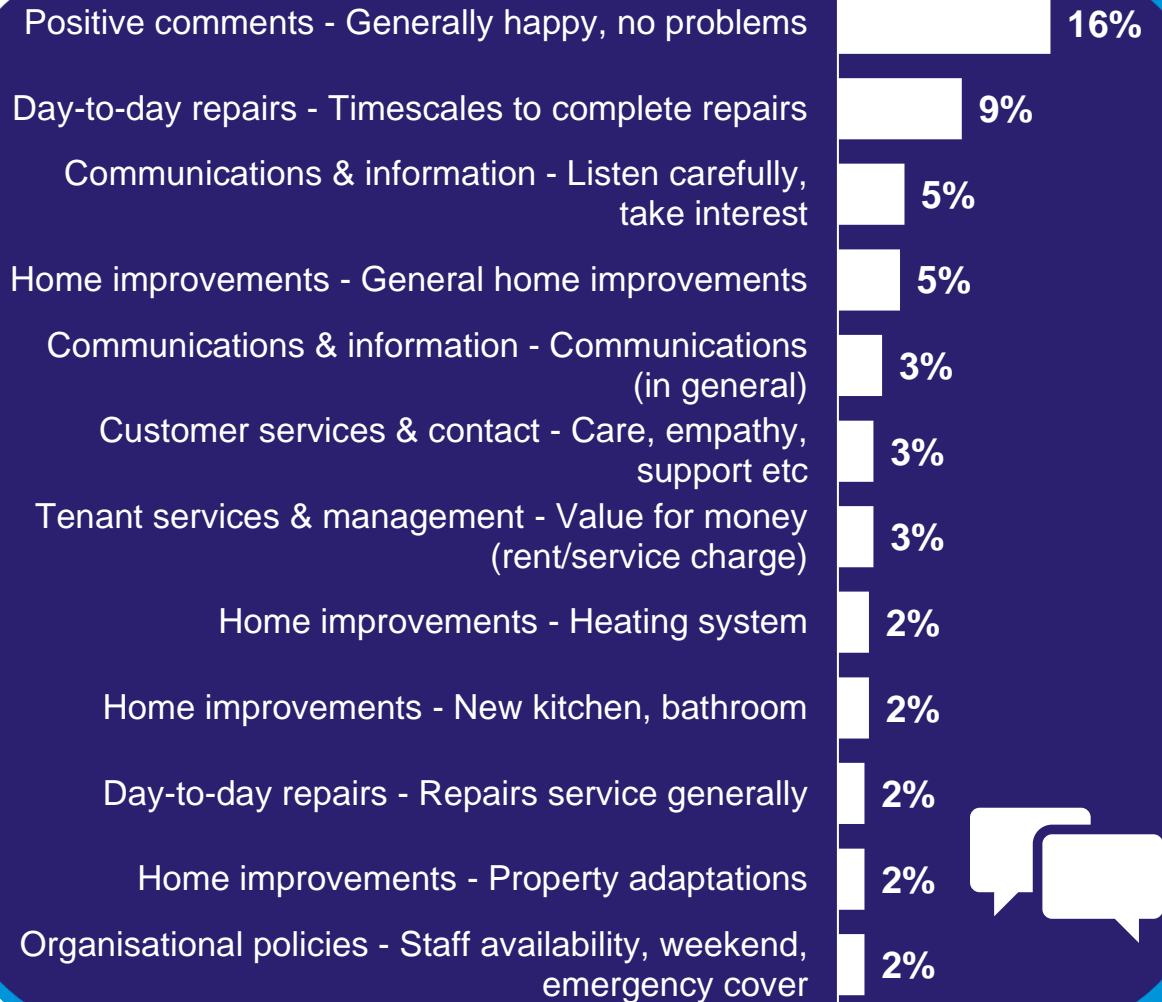 Positive comments - Generally happy, no problems 16%
Day-to-day repairs - Timescales to complete repairs 9%
Communications & information - Listen carefully,
take interest 5%
Home improvements - General home improvements 5%
Communications & information - Communications
(in general) 3%
Customer services & contact - Care, empathy,
support etc 3%
Tenant services & management - Value for money
(rent/service charge) 3%
Home improvements - Heating system 2%
Home improvements - New kitchen, bathroom 2%
Day-to-day repairs - Repairs service generally 2%
Home improvements - Property adaptations 2%
Organisational policies - Staff availability, weekend,
emergency cover 2%